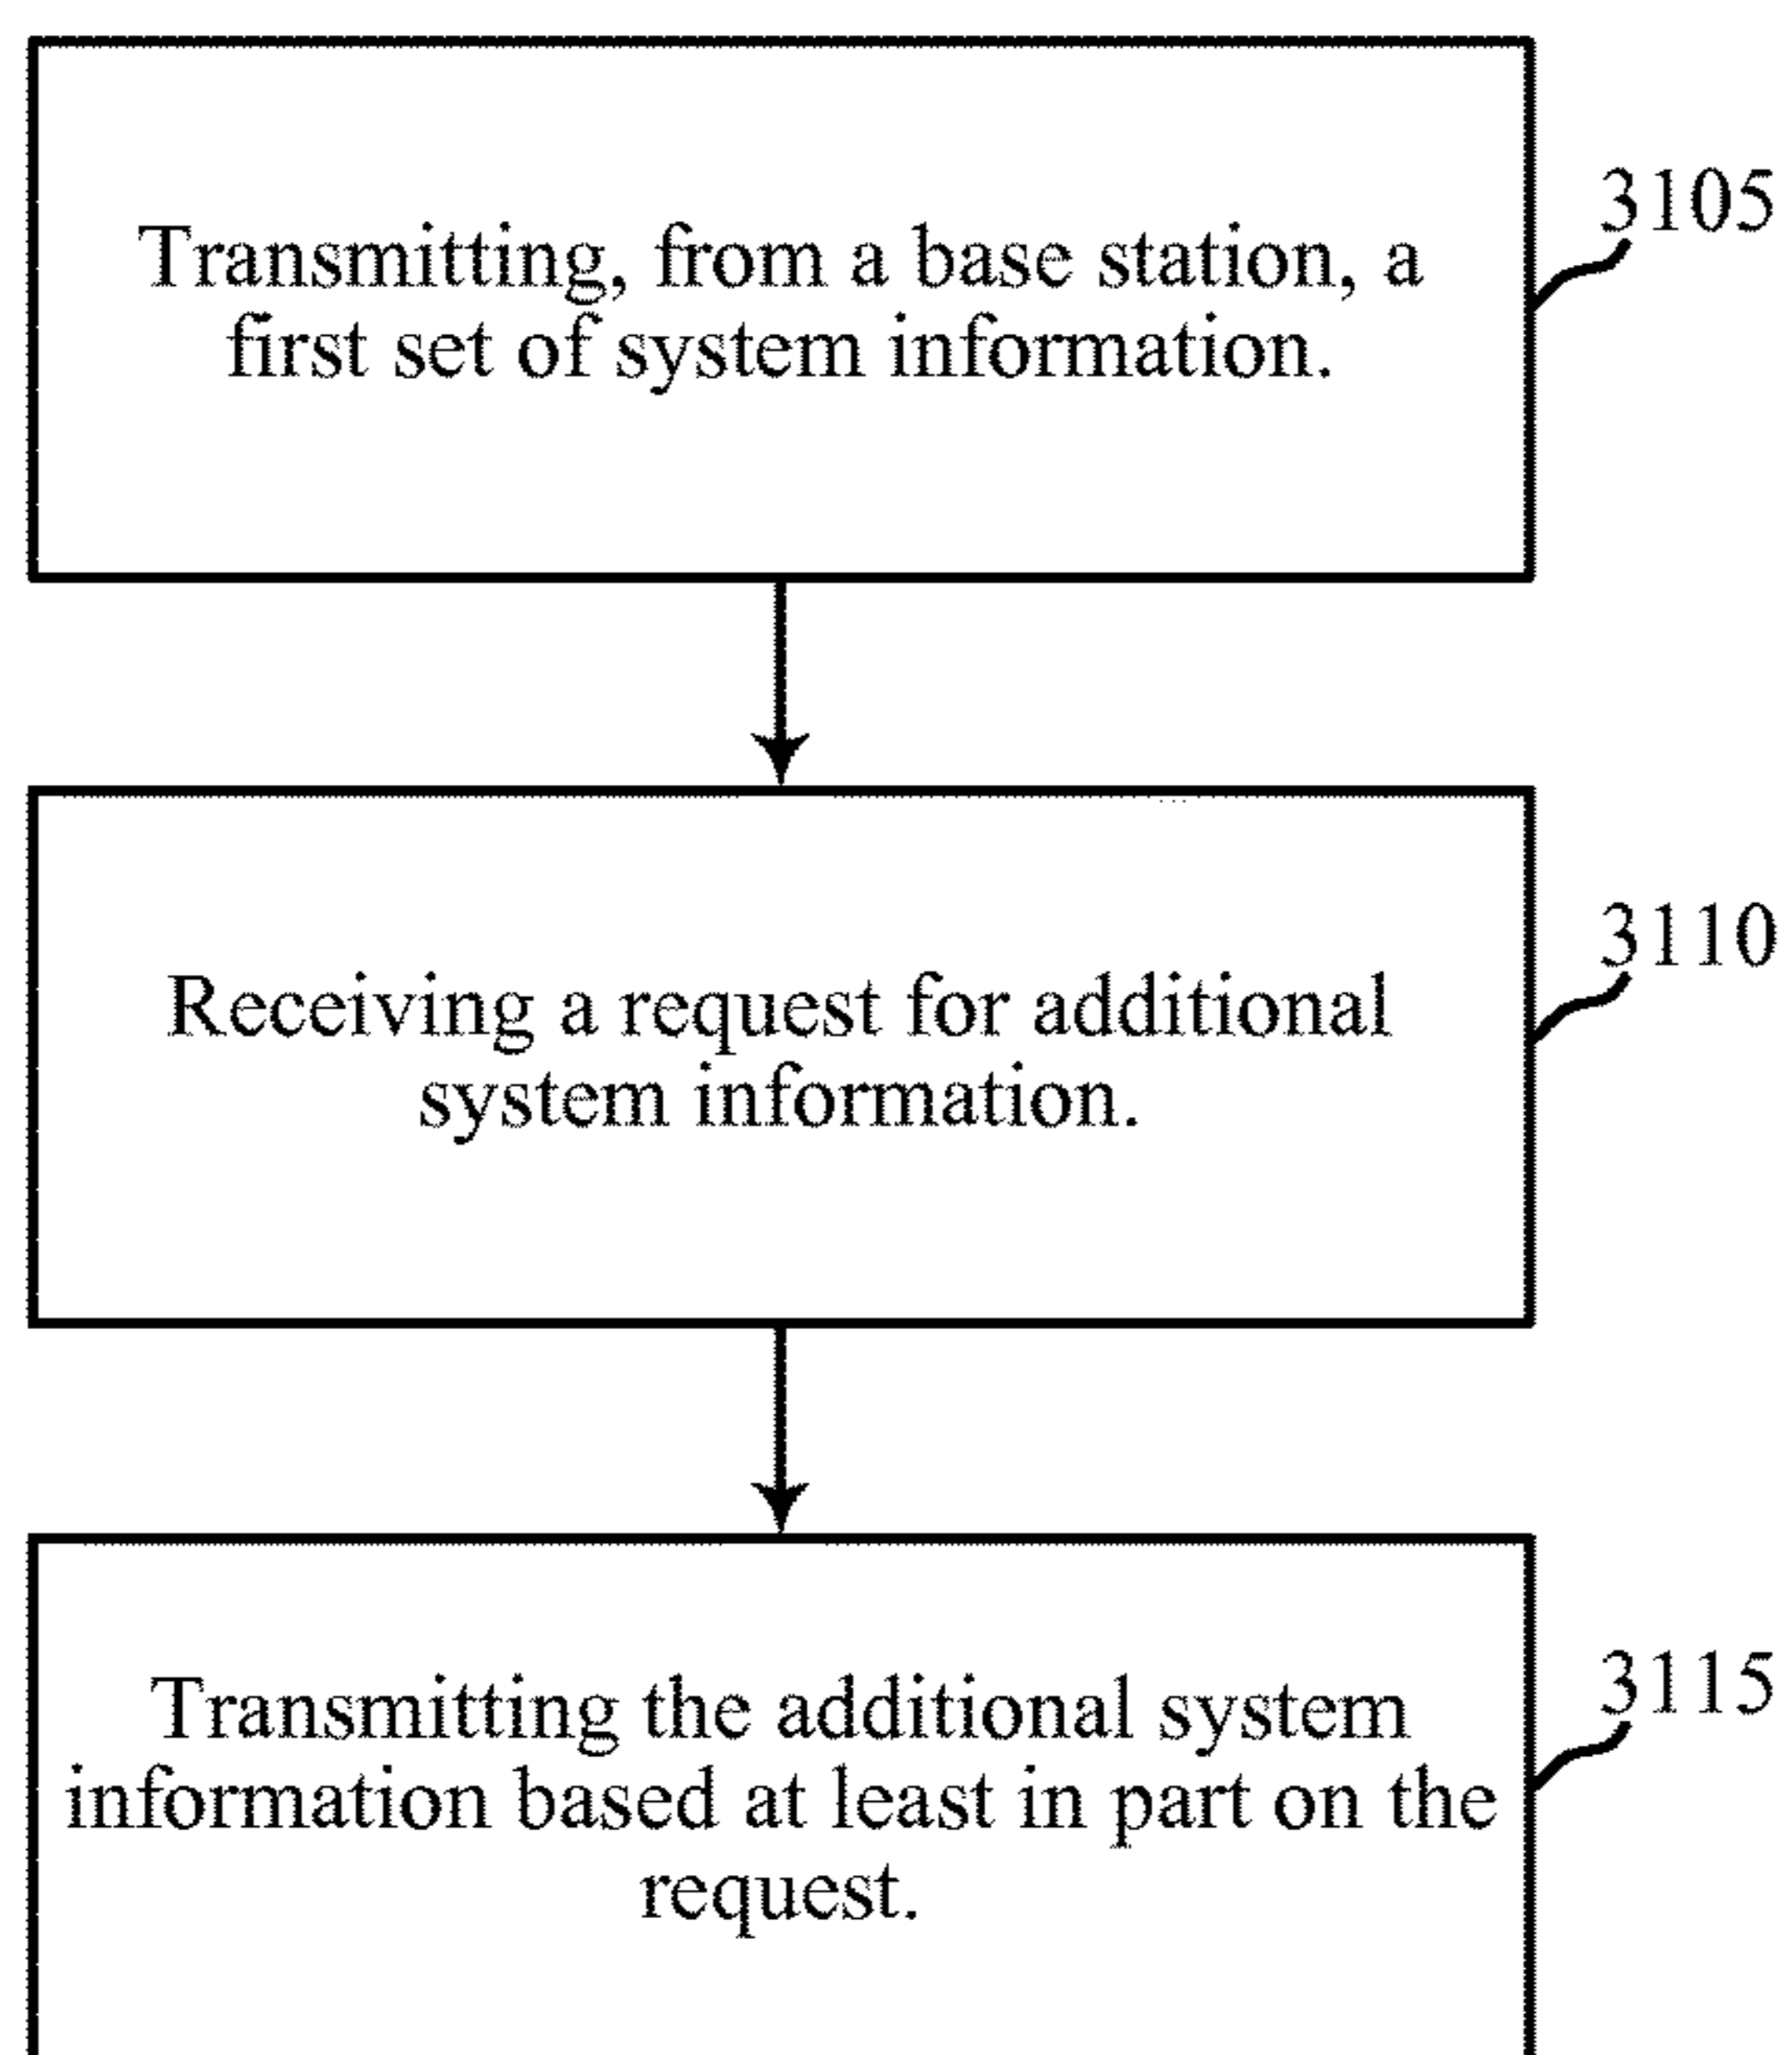 Transmitting, from a base station, a
first set of system information.
3105
Receiving a request for additional
system information.
3110
Transmitting the additional system
information based at least in part on the
request.
3115